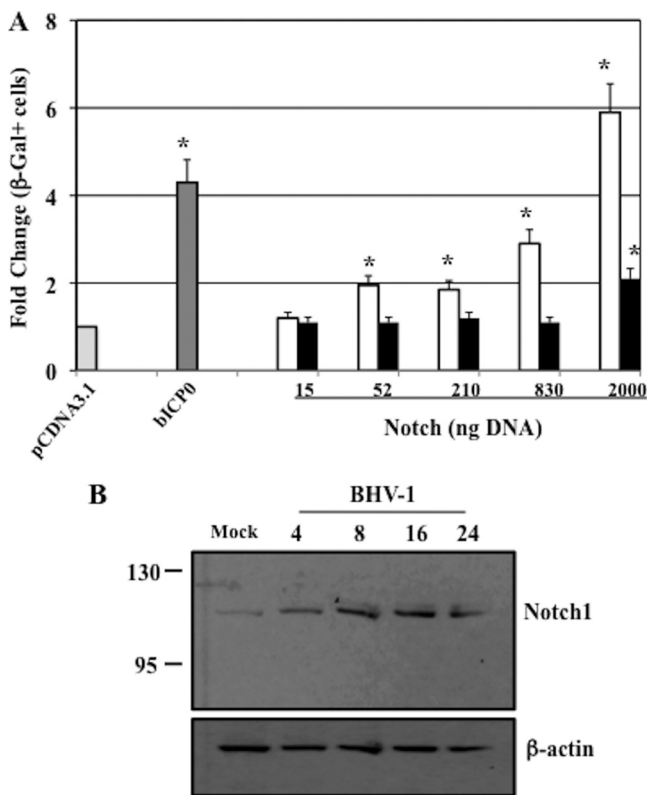 A
8
6
4
2
0
Fold Change (β-Gal+ cells)
*
*
*
*
*
*
pCDNA3.1
bICP0
15 52 210 830 2000
Notch (ng DNA)
B
BHV-1
Mock 4 8 16 24
130
95
Notch1
β-actin